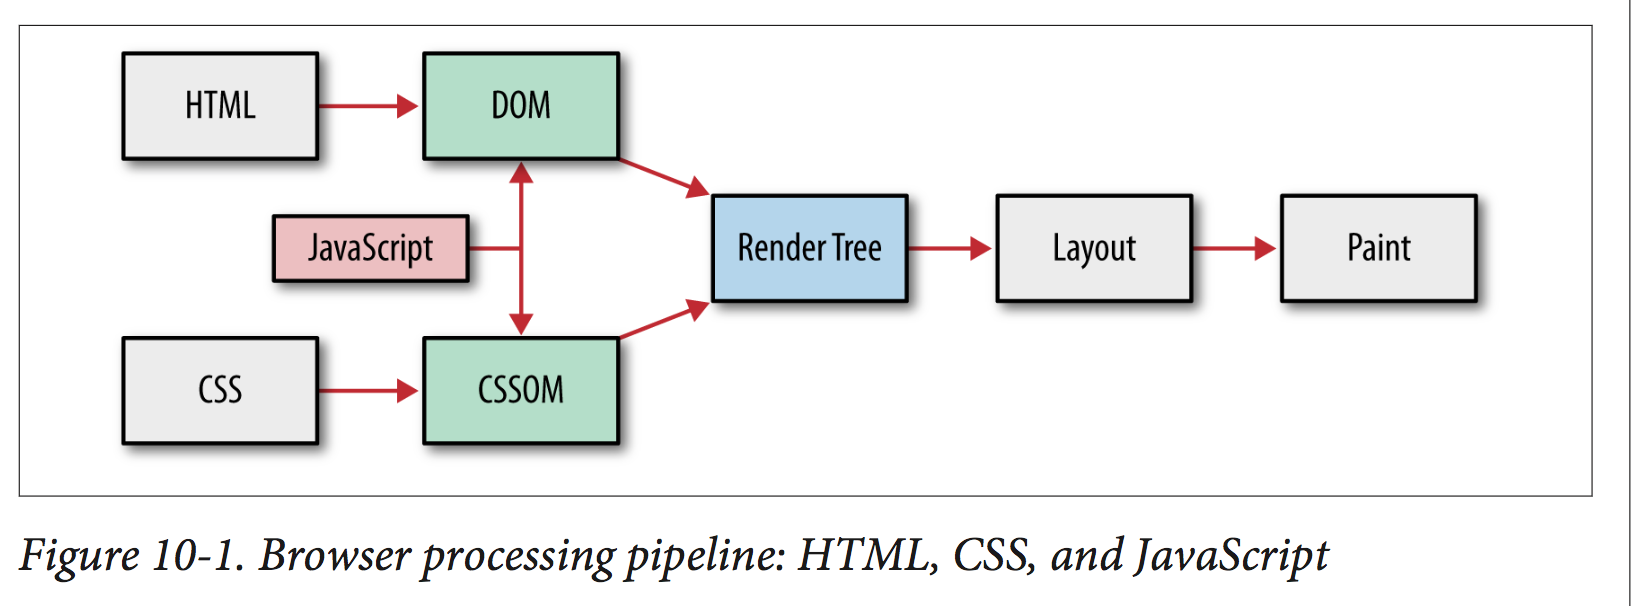 HTML
DOM
JavaScript
Render Tree
Layout
Paint
CSS
CSSOM
Figure 10-1. Browser processing pipeline: HTML, CSS, and JavaScript